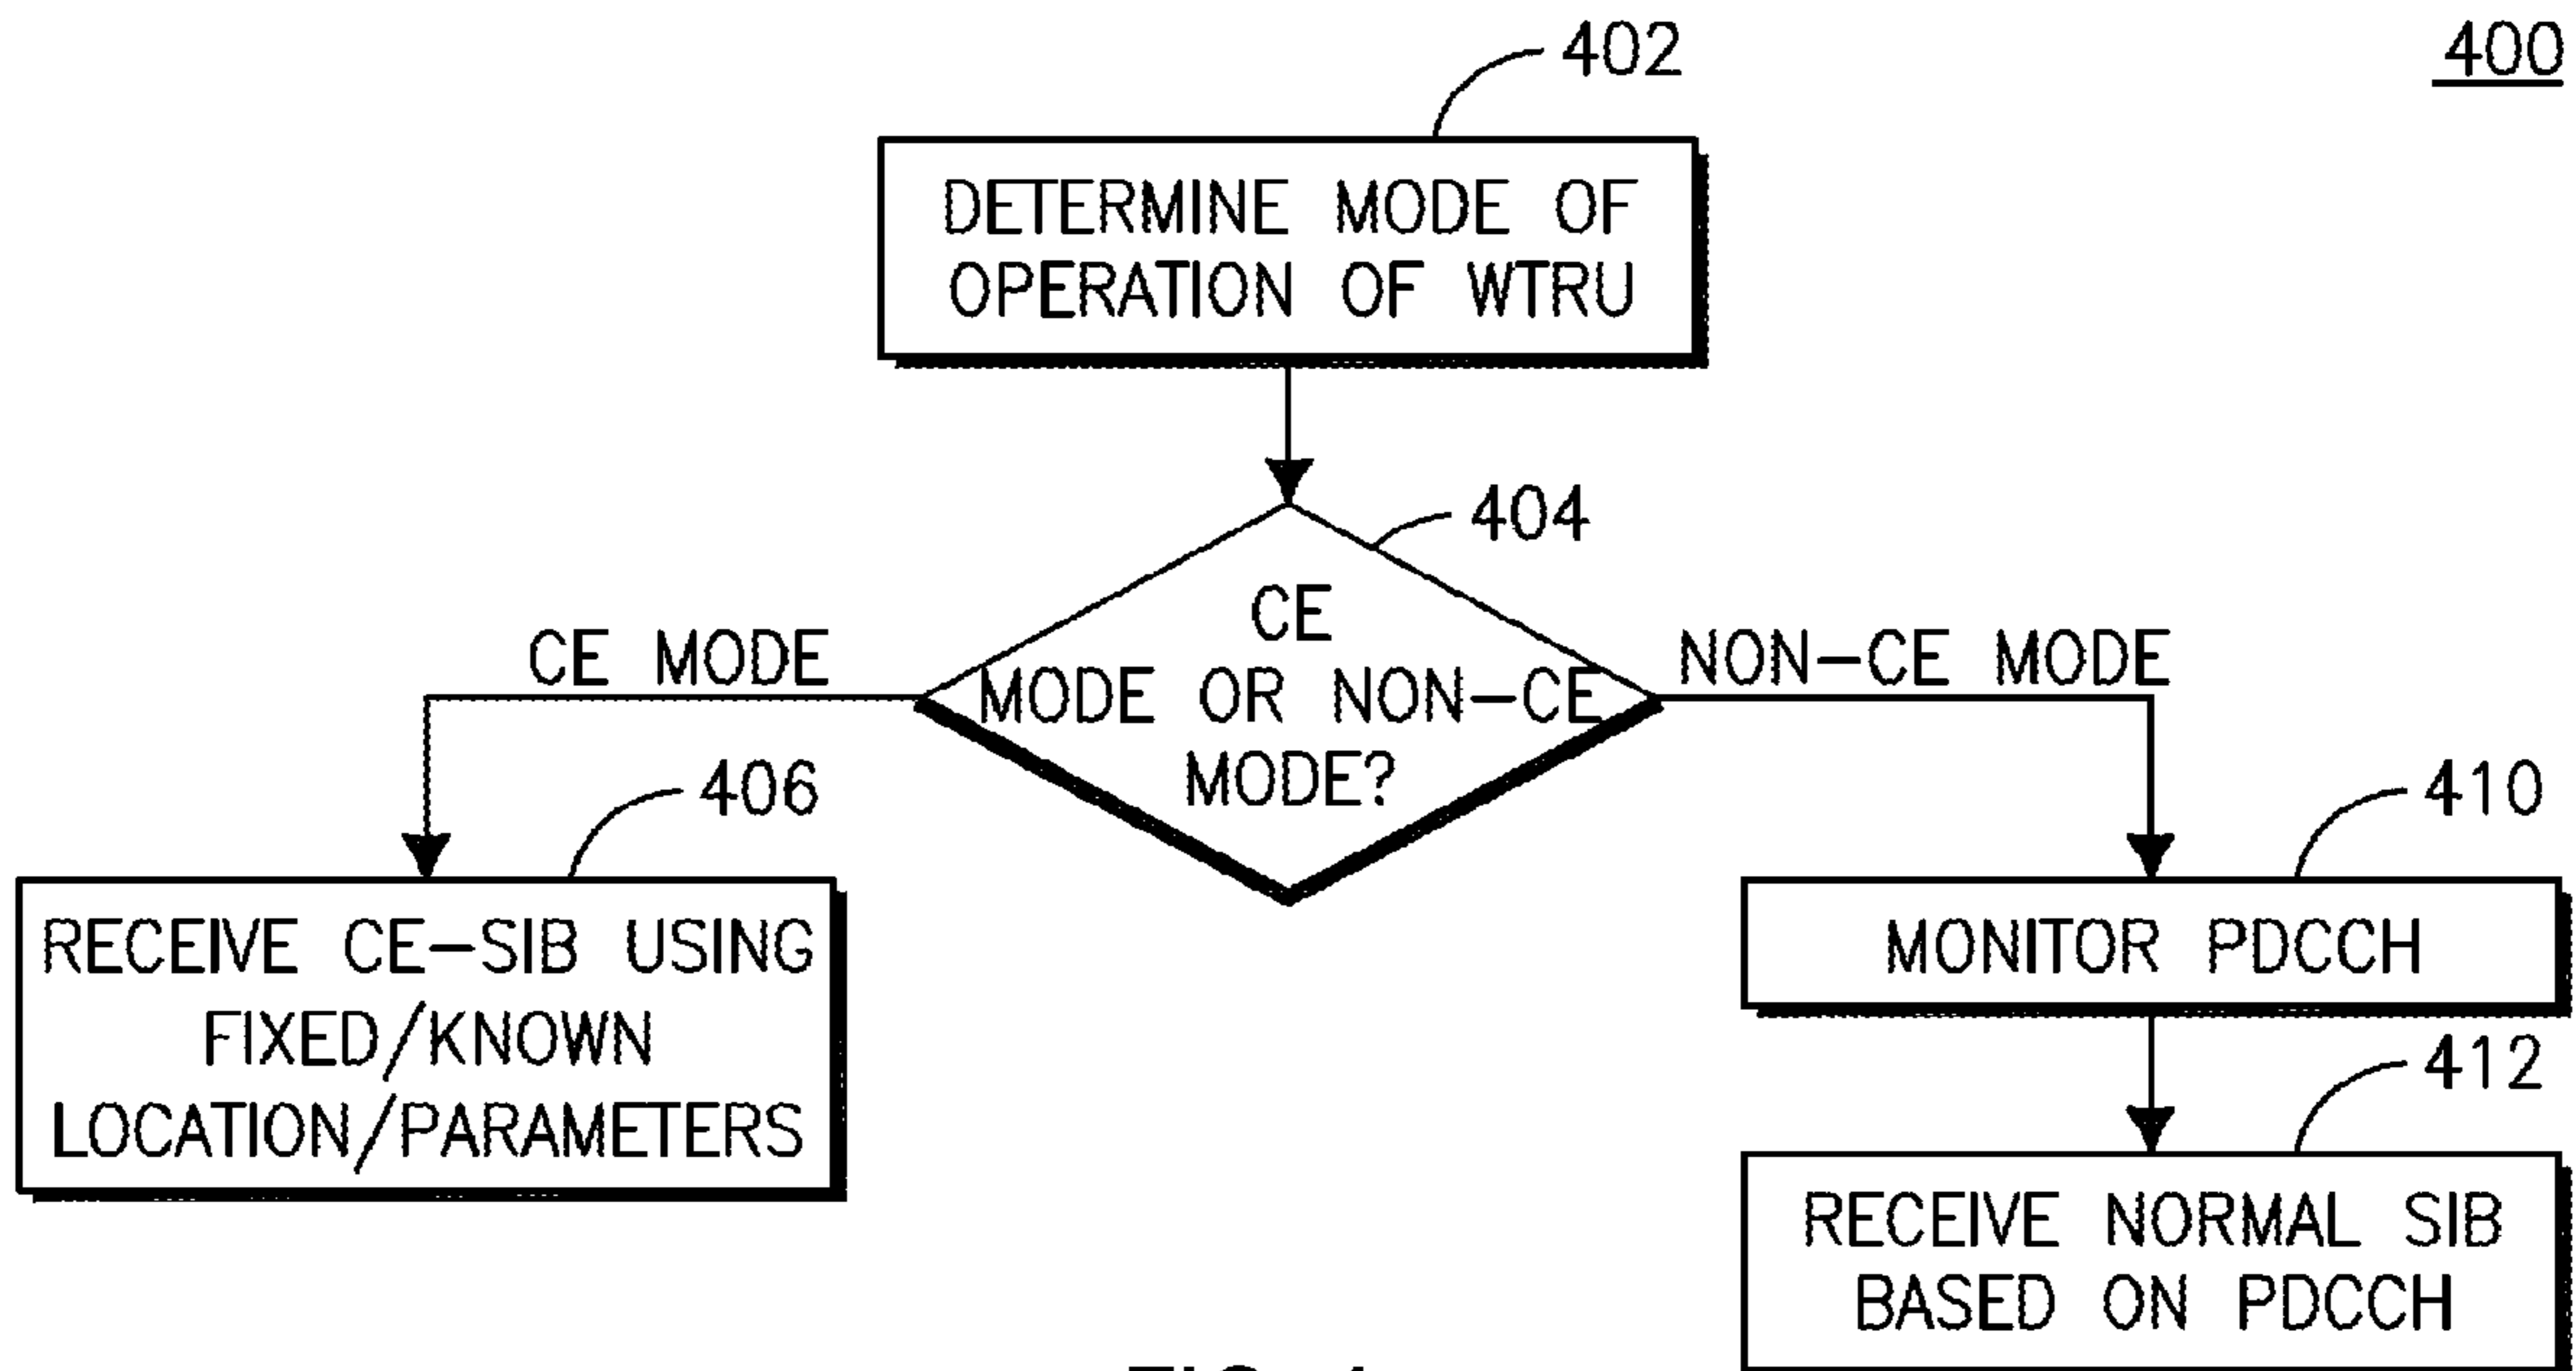 400
402
DETERMINE MODE OF
OPERATION OF WTRU
404
CE
MODE OR NON-CE
MODE?
CE MODE
NON-CE MODE
406
RECEIVE CE-SIB USING
FIXED/KNOWN
LOCATION/PARAMETERS
410
MONITOR PDCCH
412
RECEIVE NORMAL SIB
BASED ON PDCCH